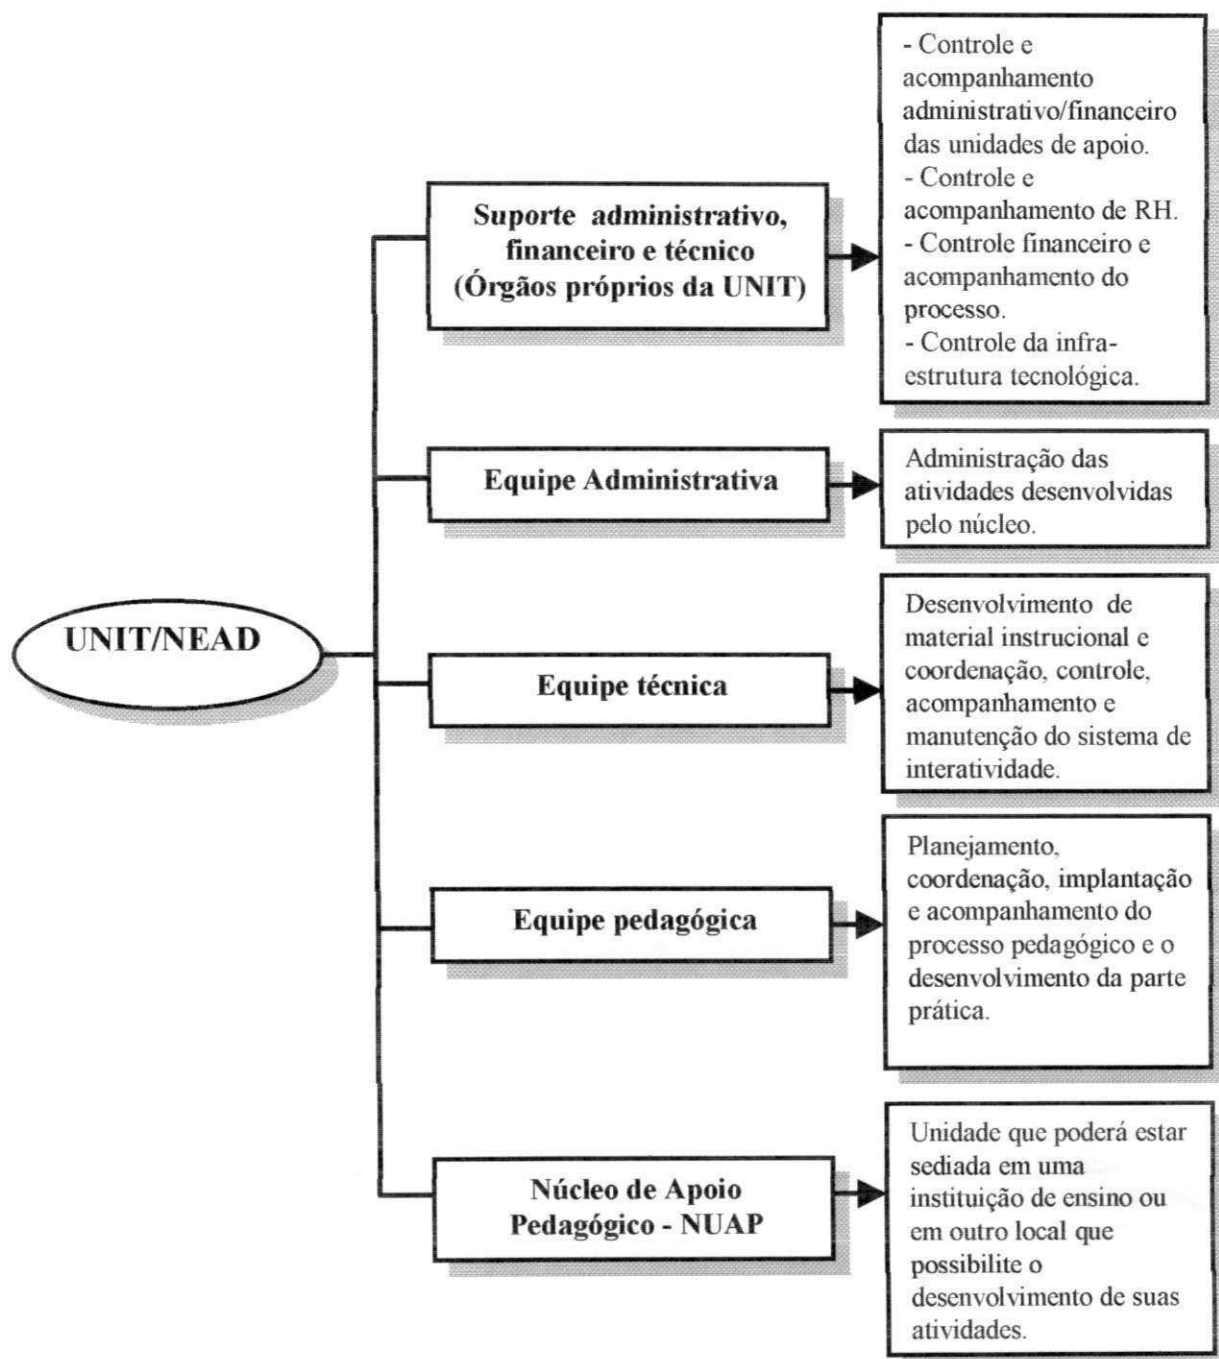 UNIT/NEAD
Suporte administrativo,
financeiro e técnico
(Órgãos próprios da UNIT)
- Controle e
acompanhamento
administrativo/financeiro
das unidades de apoio.
- Controle e
acompanhamento de RH.
- Controle financeiro e
acompanhamento do
processo.
- Controle da infra-
estrutura tecnológica.
Equipe Administrativa
Administração das
atividades desenvolvidas
pelo núcleo.
Equipe técnica
Desenvolvimento de
material instrucional e
coordenação, controle,
acompanhamento e
manutenção do sistema de
interatividade.
Equipe pedagógica
Planejamento,
coordenação, implantação
e acompanhamento do
processo pedagógico e o
desenvolvimento da parte
prática.
Núcleo de Apoio
Pedagógico - NUAP
Unidade que poderá estar
sediada em uma
instituição de ensino ou
em outro local que
possibilite o
desenvolvimento de suas
atividades.